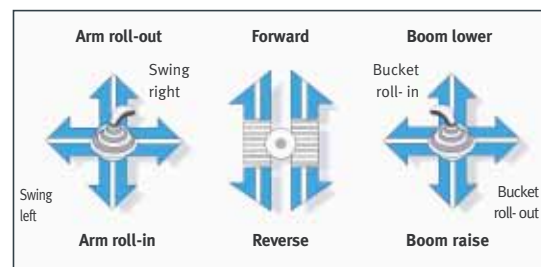 Arm roll-out
Forward
Boom lower
Swing
right
Bucket
roll- in
Swing
left
Bucket
roll- out
Arm roll-in
Reverse
Boom raise